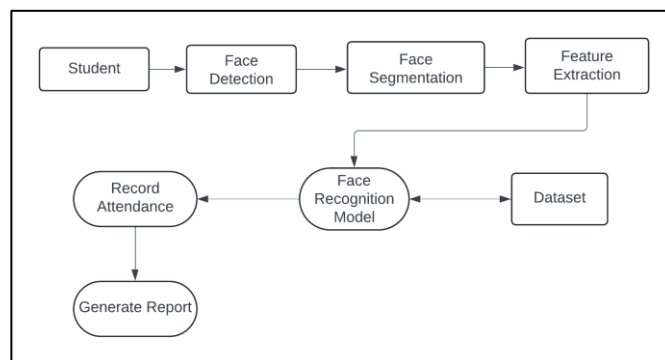 Student
Face
Detection
Face
Segmentation
Feature
Extraction
Record
Attendance
Face
Recognition
Model
Dataset
Generate Report